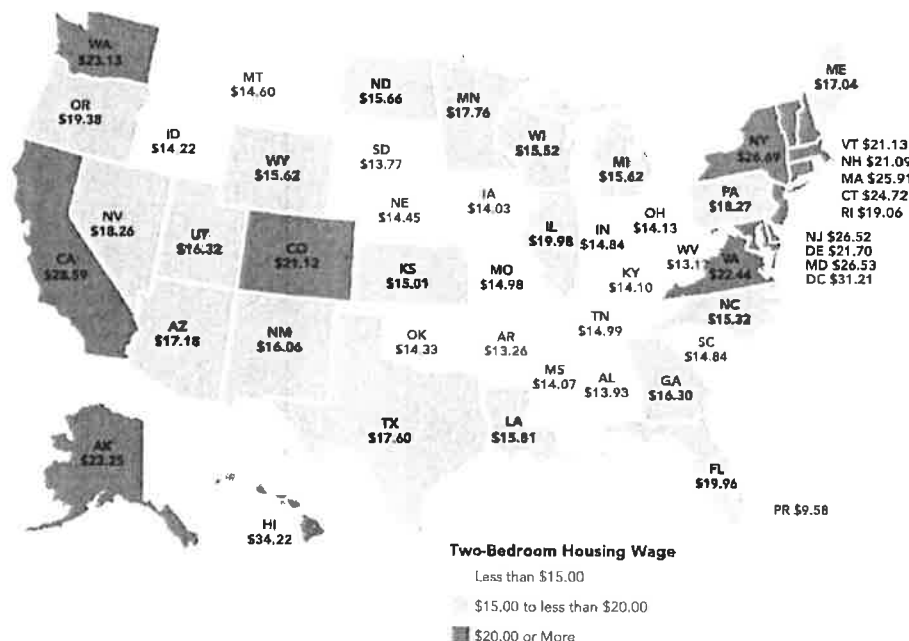 WA
$23.13
MT
$14.60
ND
$15.66
MN
$17.76
ME
$17.04
OR
$19.38
ID
$14.22
SD
$13.77
WI
$15.52
NY
$26.69
VT $21.13
NH $21.09
MA $25.91
CT $24.72
RI $19.06
WY
$15.62
MI
$15.62
PA
$18.27
NE
$14.45
IA
$14.03
NV
$18.26
UT
$16.32
CO
$21.12
IL
$19.98
IN
$14.84
OH
$14.13
NJ $26.52
DE $21.70
MD $26.53
DC $31.21
CA
$28.59
KS
$15.01
MO
$14.98
WV
KY
$14.10
VA
$22.44
AZ
$17.18
NM
$16.06
OK
$14.33
AR
$13.26
TN
$14.99
NC
$15.32
SC
$14.84
MS
$14.07
AL
$13.93
GA
$16.30
TX
$17.60
LA
$15.81
AK
FL
$19.96
HI
$34.22
PR $9.58
Two-Bedroom Housing Wage
Less than $15.00
$15.00 to less than $20.00
$20.00 or More